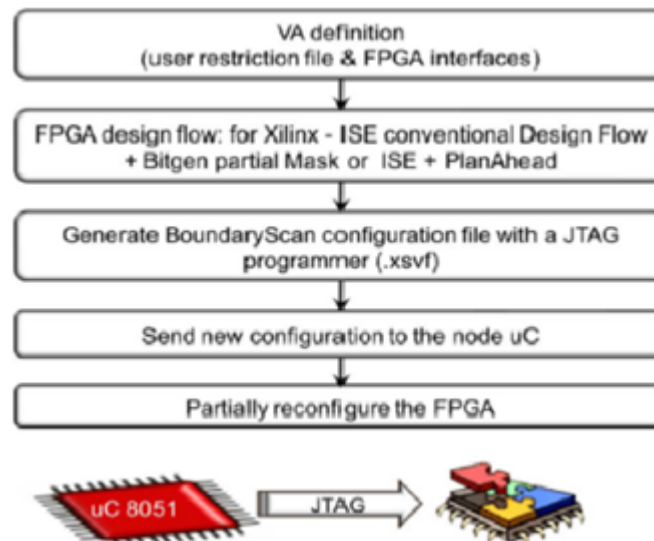 VA definition
(user restriction file & FPGA interfaces)
FPGA design flow: for Xilinx - ISE conventional Design Flow
+ Bitgen partial Mask or ISE + PlanAhead
Generate BoundaryScan configuration file with a JTAG
programmer (.xsvf)
Send new configuration to the node uC
Partially reconfigure the FPGA
uC 8051
JTAG